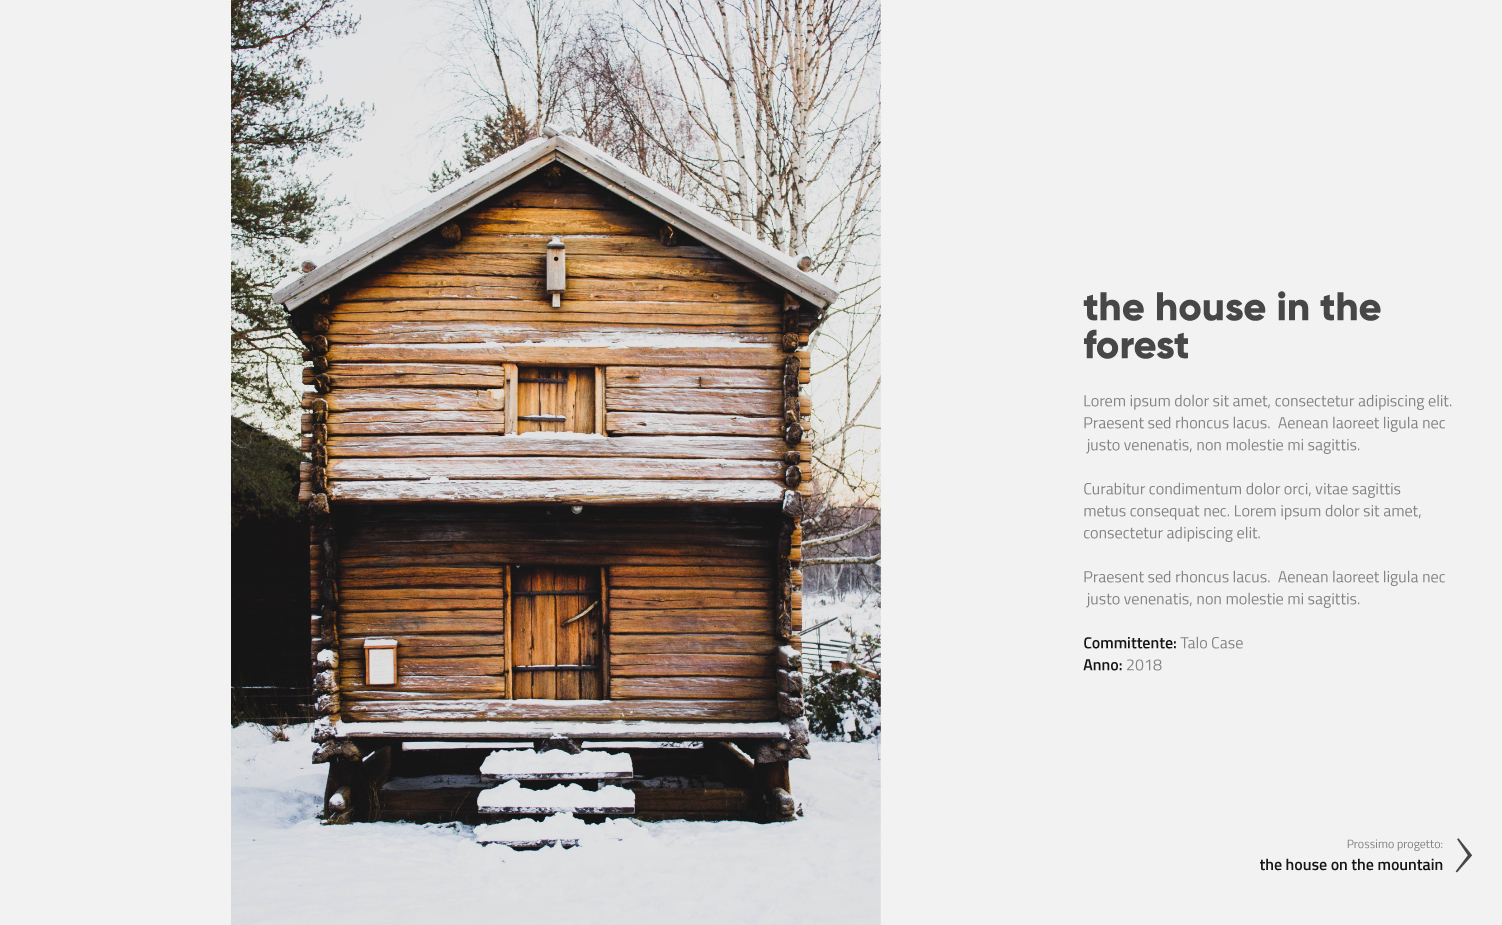 the house in the
forest
Lorem ipsum dolor sit amet, consectetur adipiscing elit.
Praesent sed rhoncus lacus.  Aenean laoreet ligula nec
justo venenatis, non molestie mi sagittis.
Curabitur condimentum dolor orci, vitae sagittis
metus consequat nec. Lorem ipsum dolor sit amet,
consectetur adipiscing elit.
Praesent sed rhoncus lacus.  Aenean laoreet ligula nec
justo venenatis, non molestie mi sagittis.
Committente: Talo Case
Anno: 2018
Prossimo progetto:
the house on the mountain